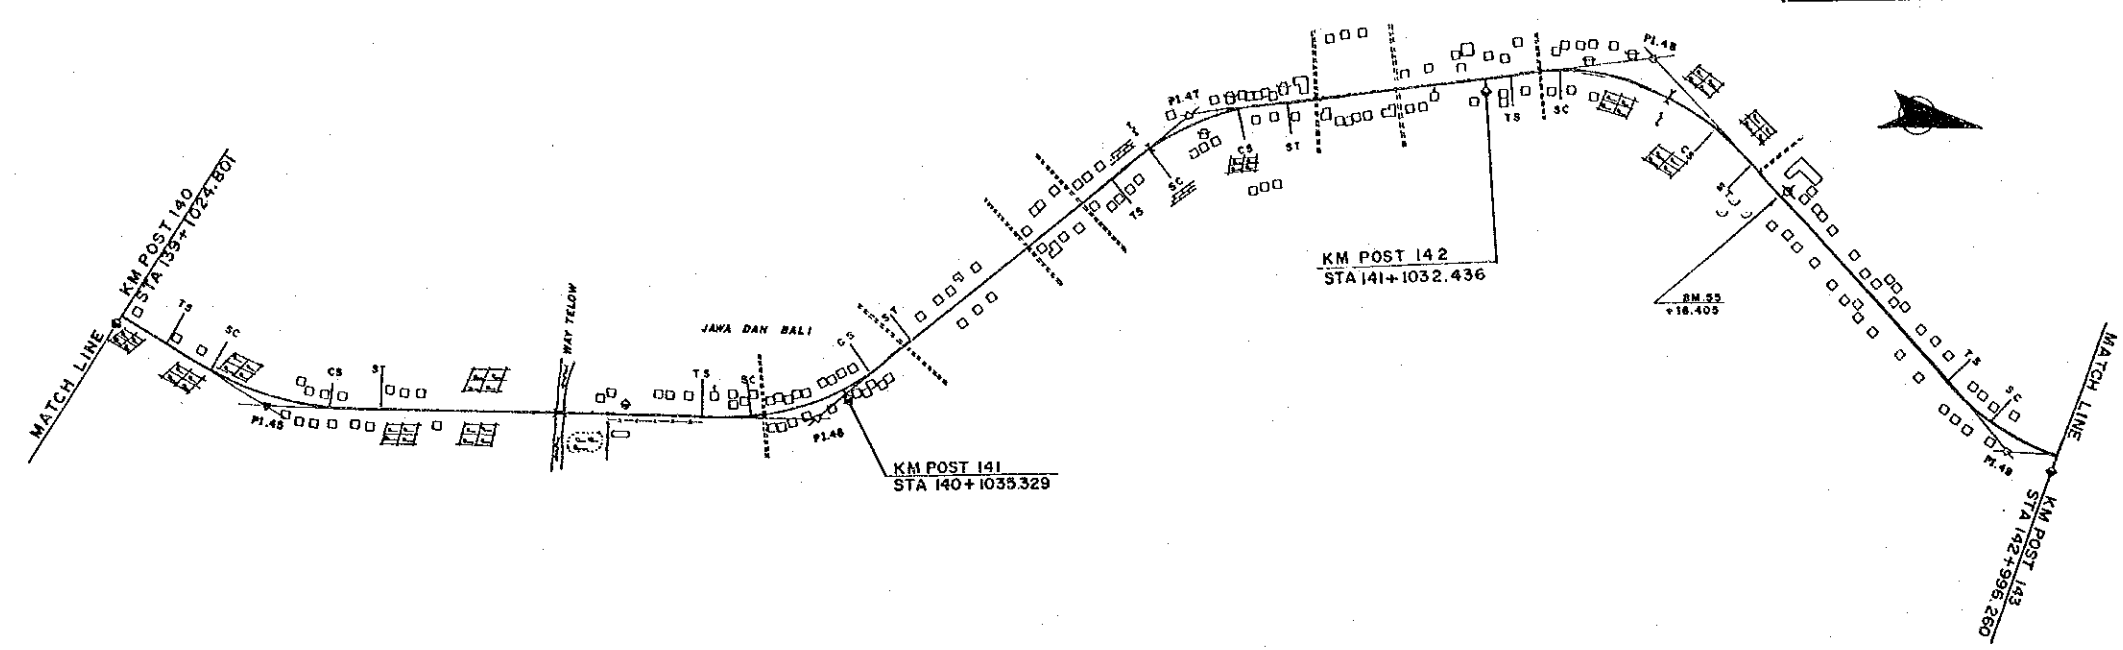 KM POST 140
STA 139+1024.801
MATCH LINE
TS
SC
PI.45
CS
ST
WAY TELOW
JAWA DAN BALI
TS
SC
PI.46
CS
ST
KM POST 141
STA 140+1035.329
TS
SC
PI.47
CS
ST
KM POST 142
STA 141+1032.436
TS
SC
PI.48
CS
ST
BM.55
+18.405
TS
SC
PI.49
MATCH LINE
KM POST 143
STA 142+996.260